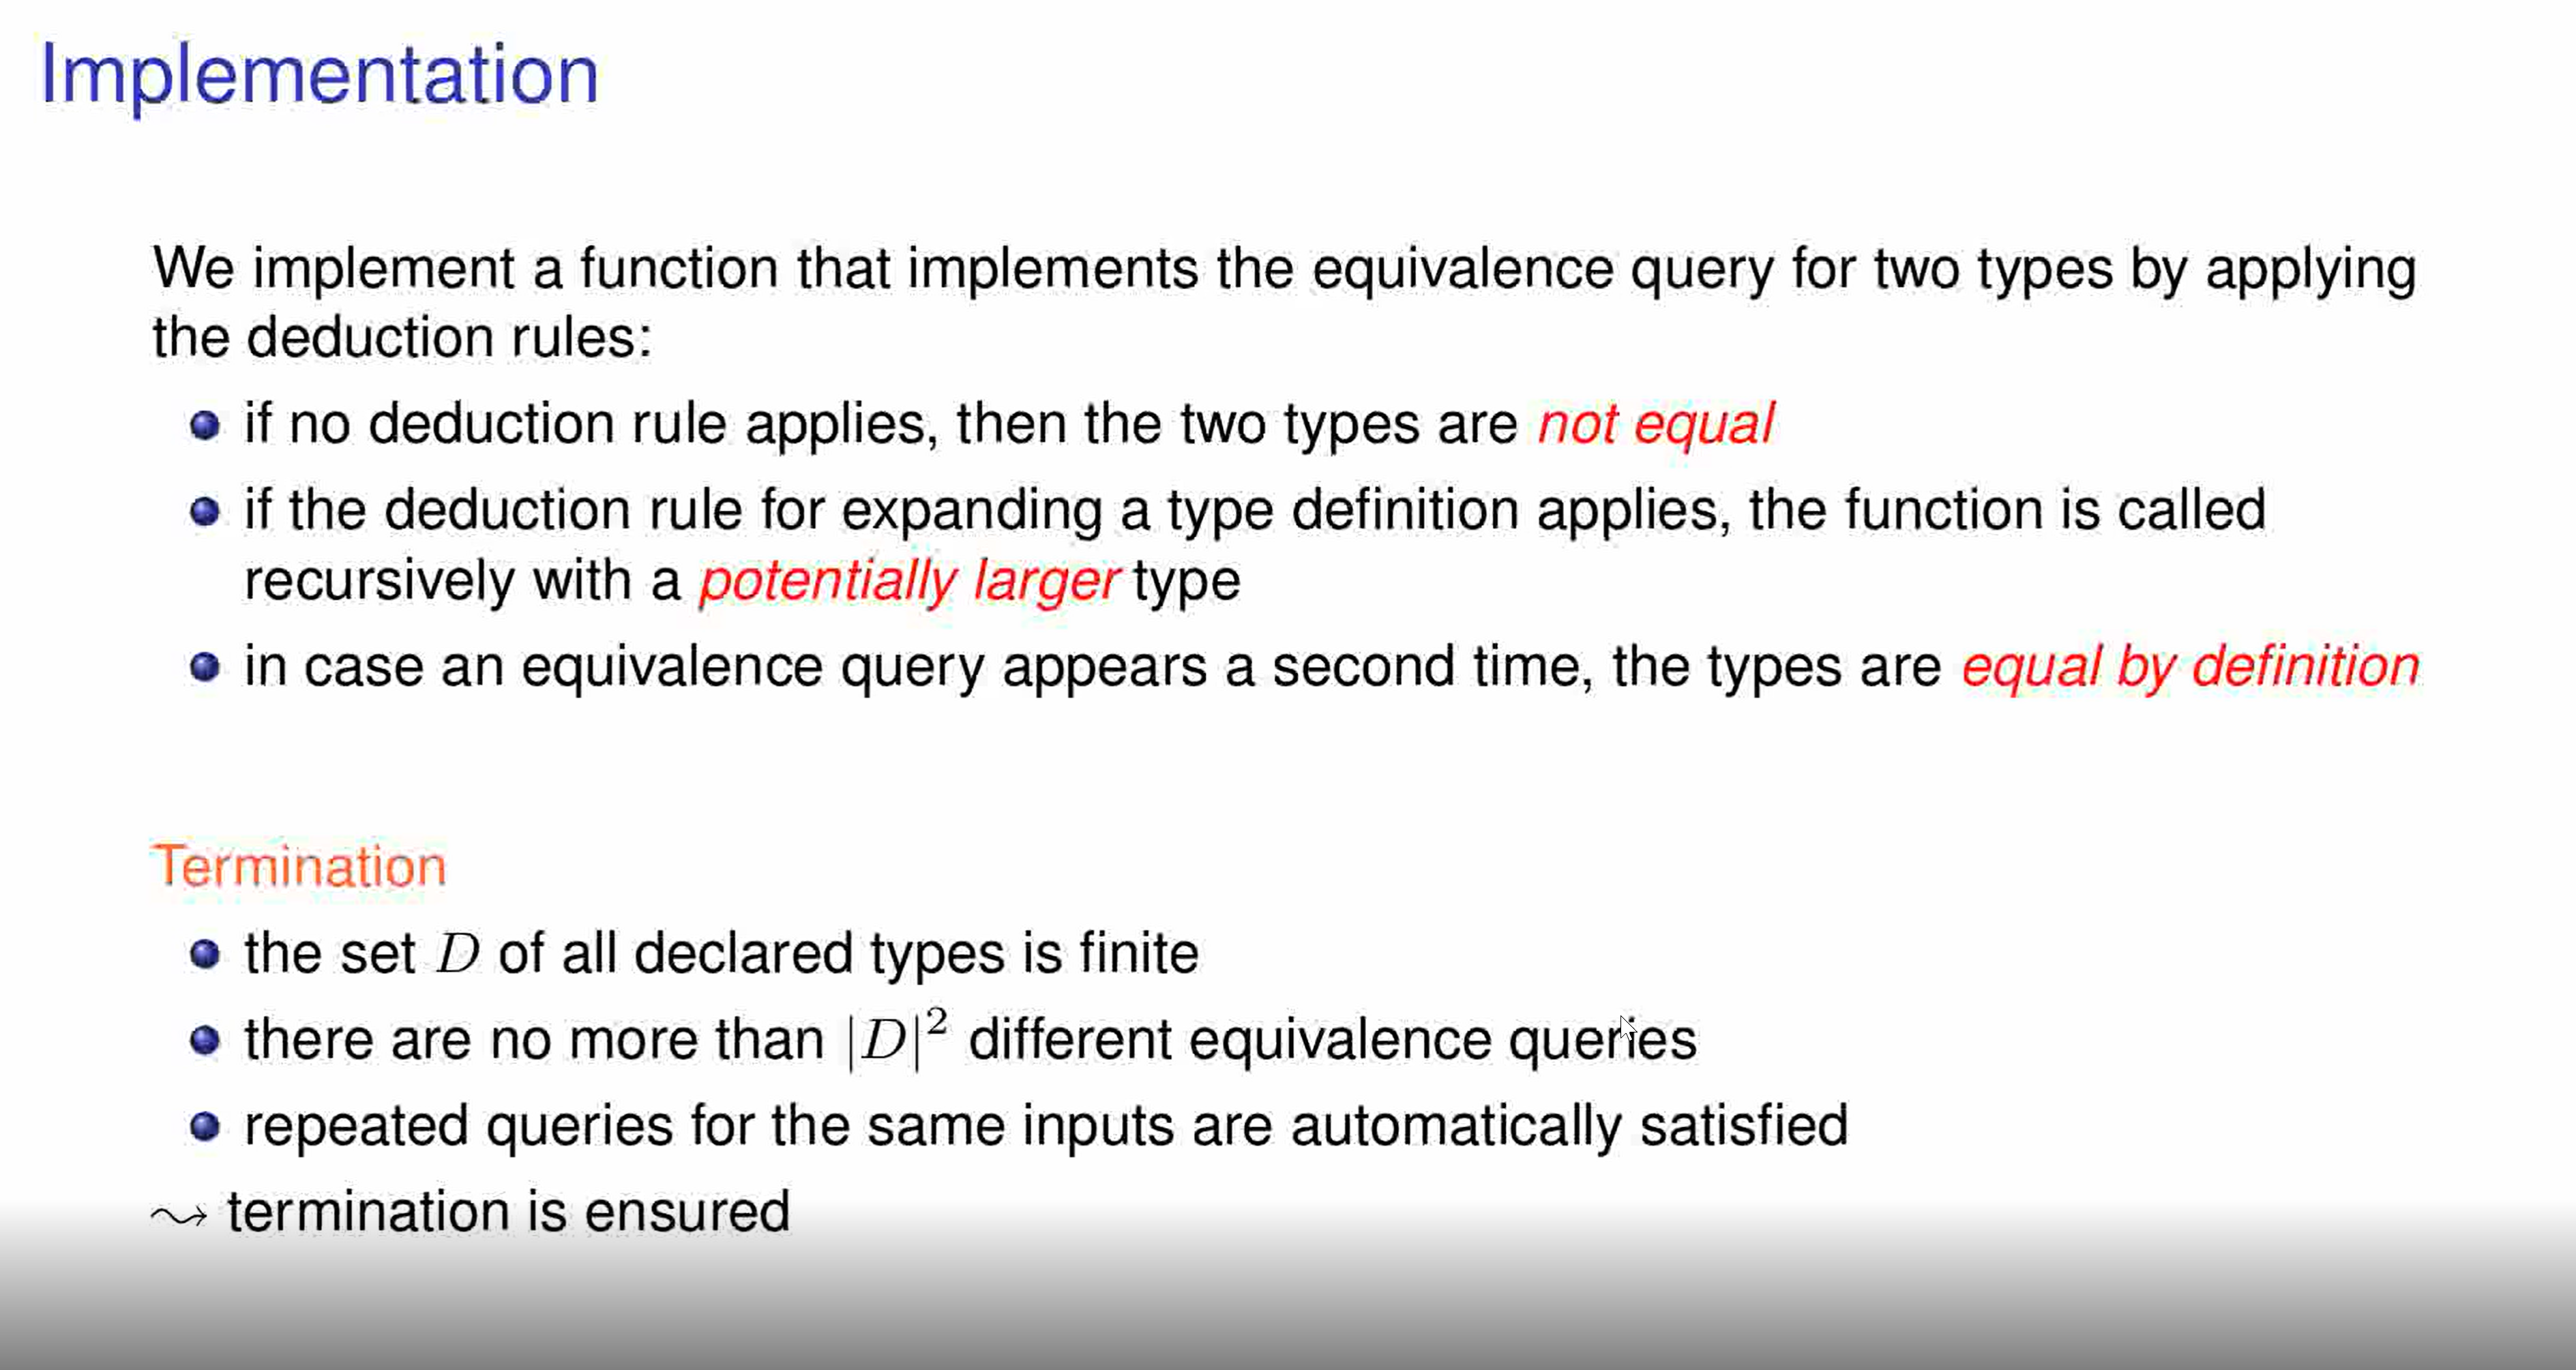 Implementation
We implement a function that implements the equivalence query for two types by applying
the deduction rules:
if no deduction rule applies, then the two types are not equal
if the deduction rule for expanding a type definition applies, the function is called
recursively with a potentially larger type
in case an equivalence query appears a second time, the types are equal by definition
Termination
the set D of all declared types is finite
there are no more than |D|² different equivalence queries
repeated queries for the same inputs are automatically satisfied
⤳ termination is ensured